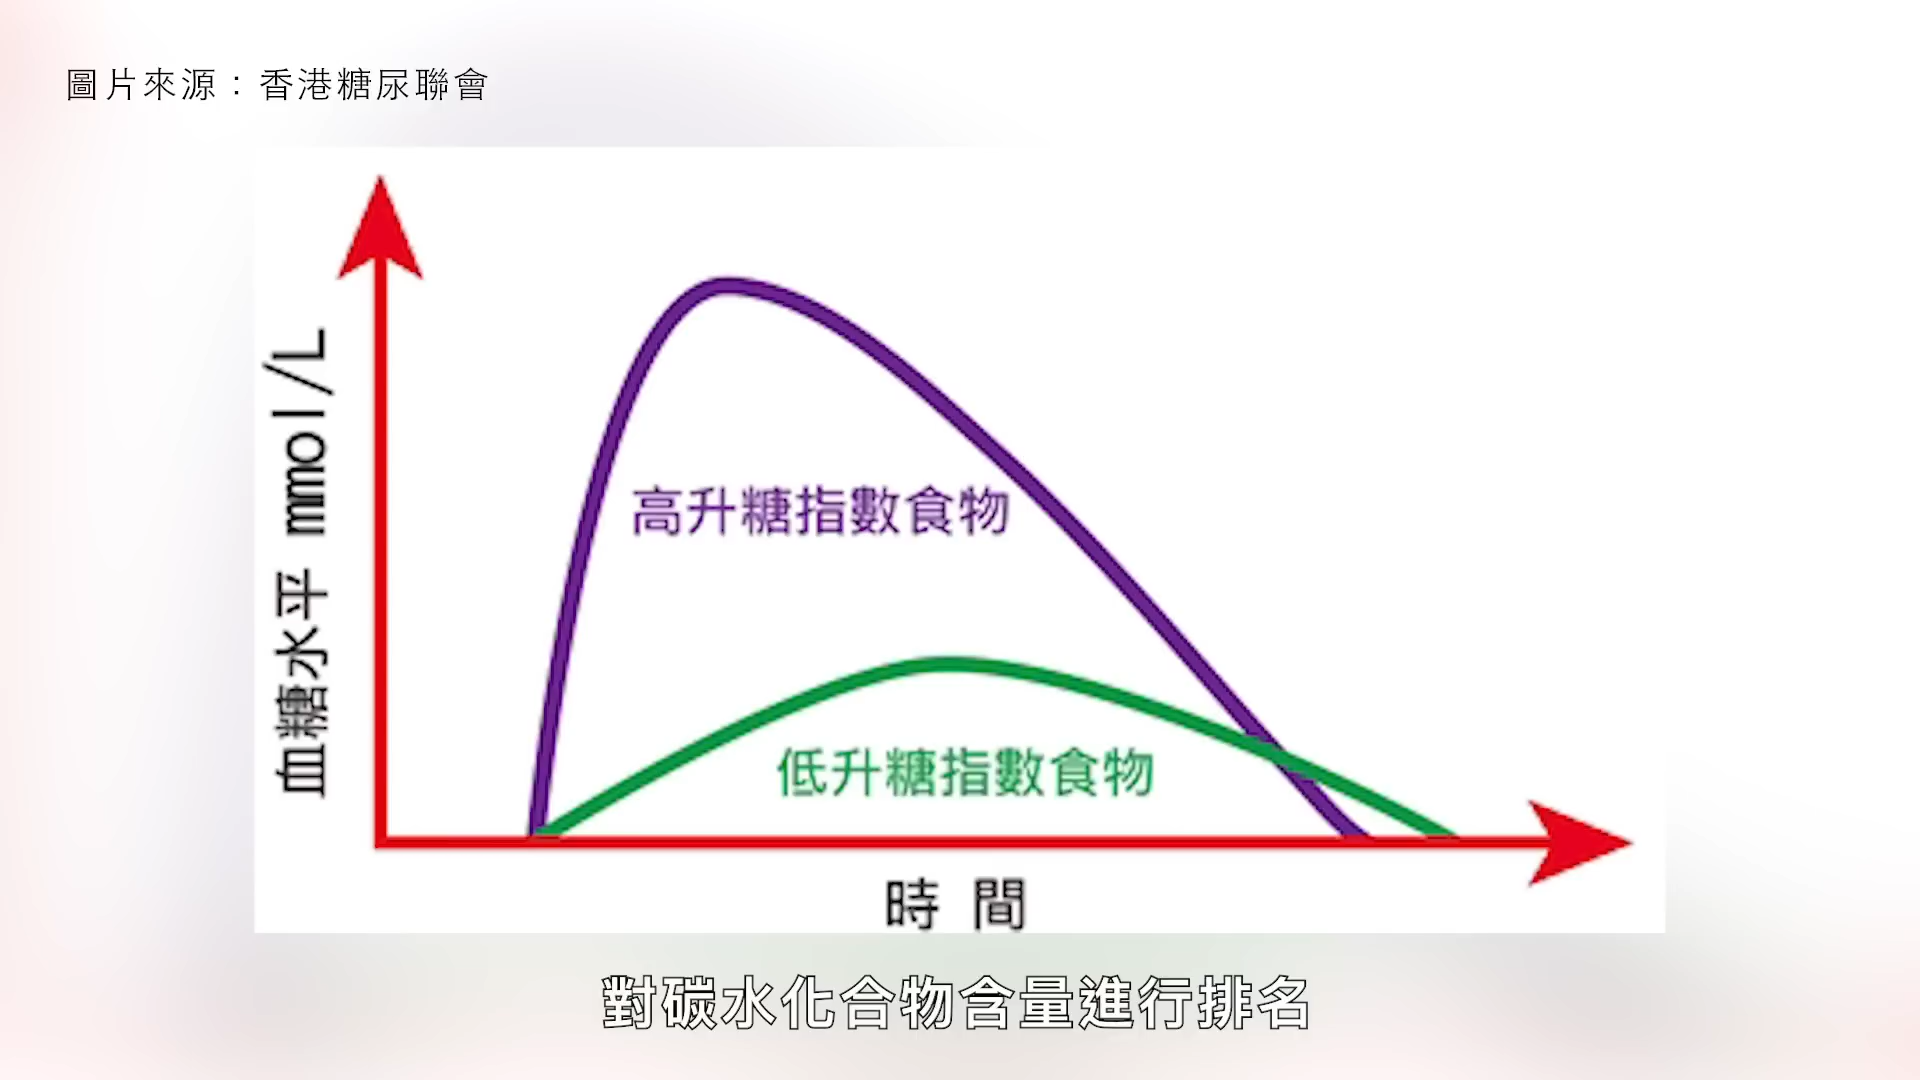 圖片來源：香港糖尿聯會
血糖水平 mmol/L
高升糖指數食物
低升糖指數食物
時間
對碳水化合物含量進行排名